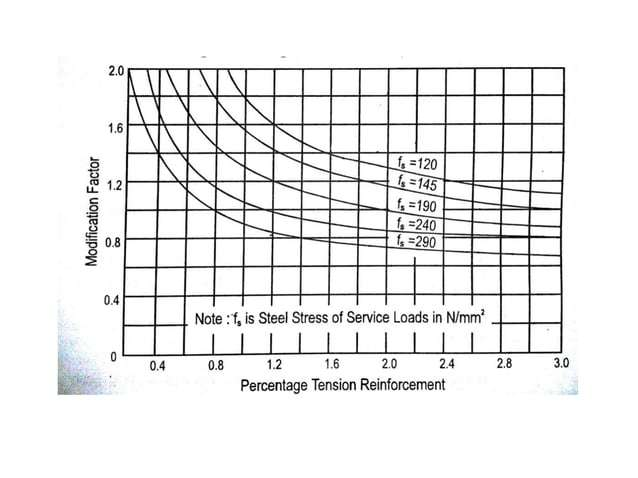 2.0
1.6
1.2
0.8
0.4
0
Modification Factor
fs =120
fs =145
fs =190
fs =240
fs =290
Note : fs is Steel Stress of Service Loads in N/mm²
0.4 0.8 1.2 1.6 2.0 2.4 2.8 3.0
Percentage Tension Reinforcement